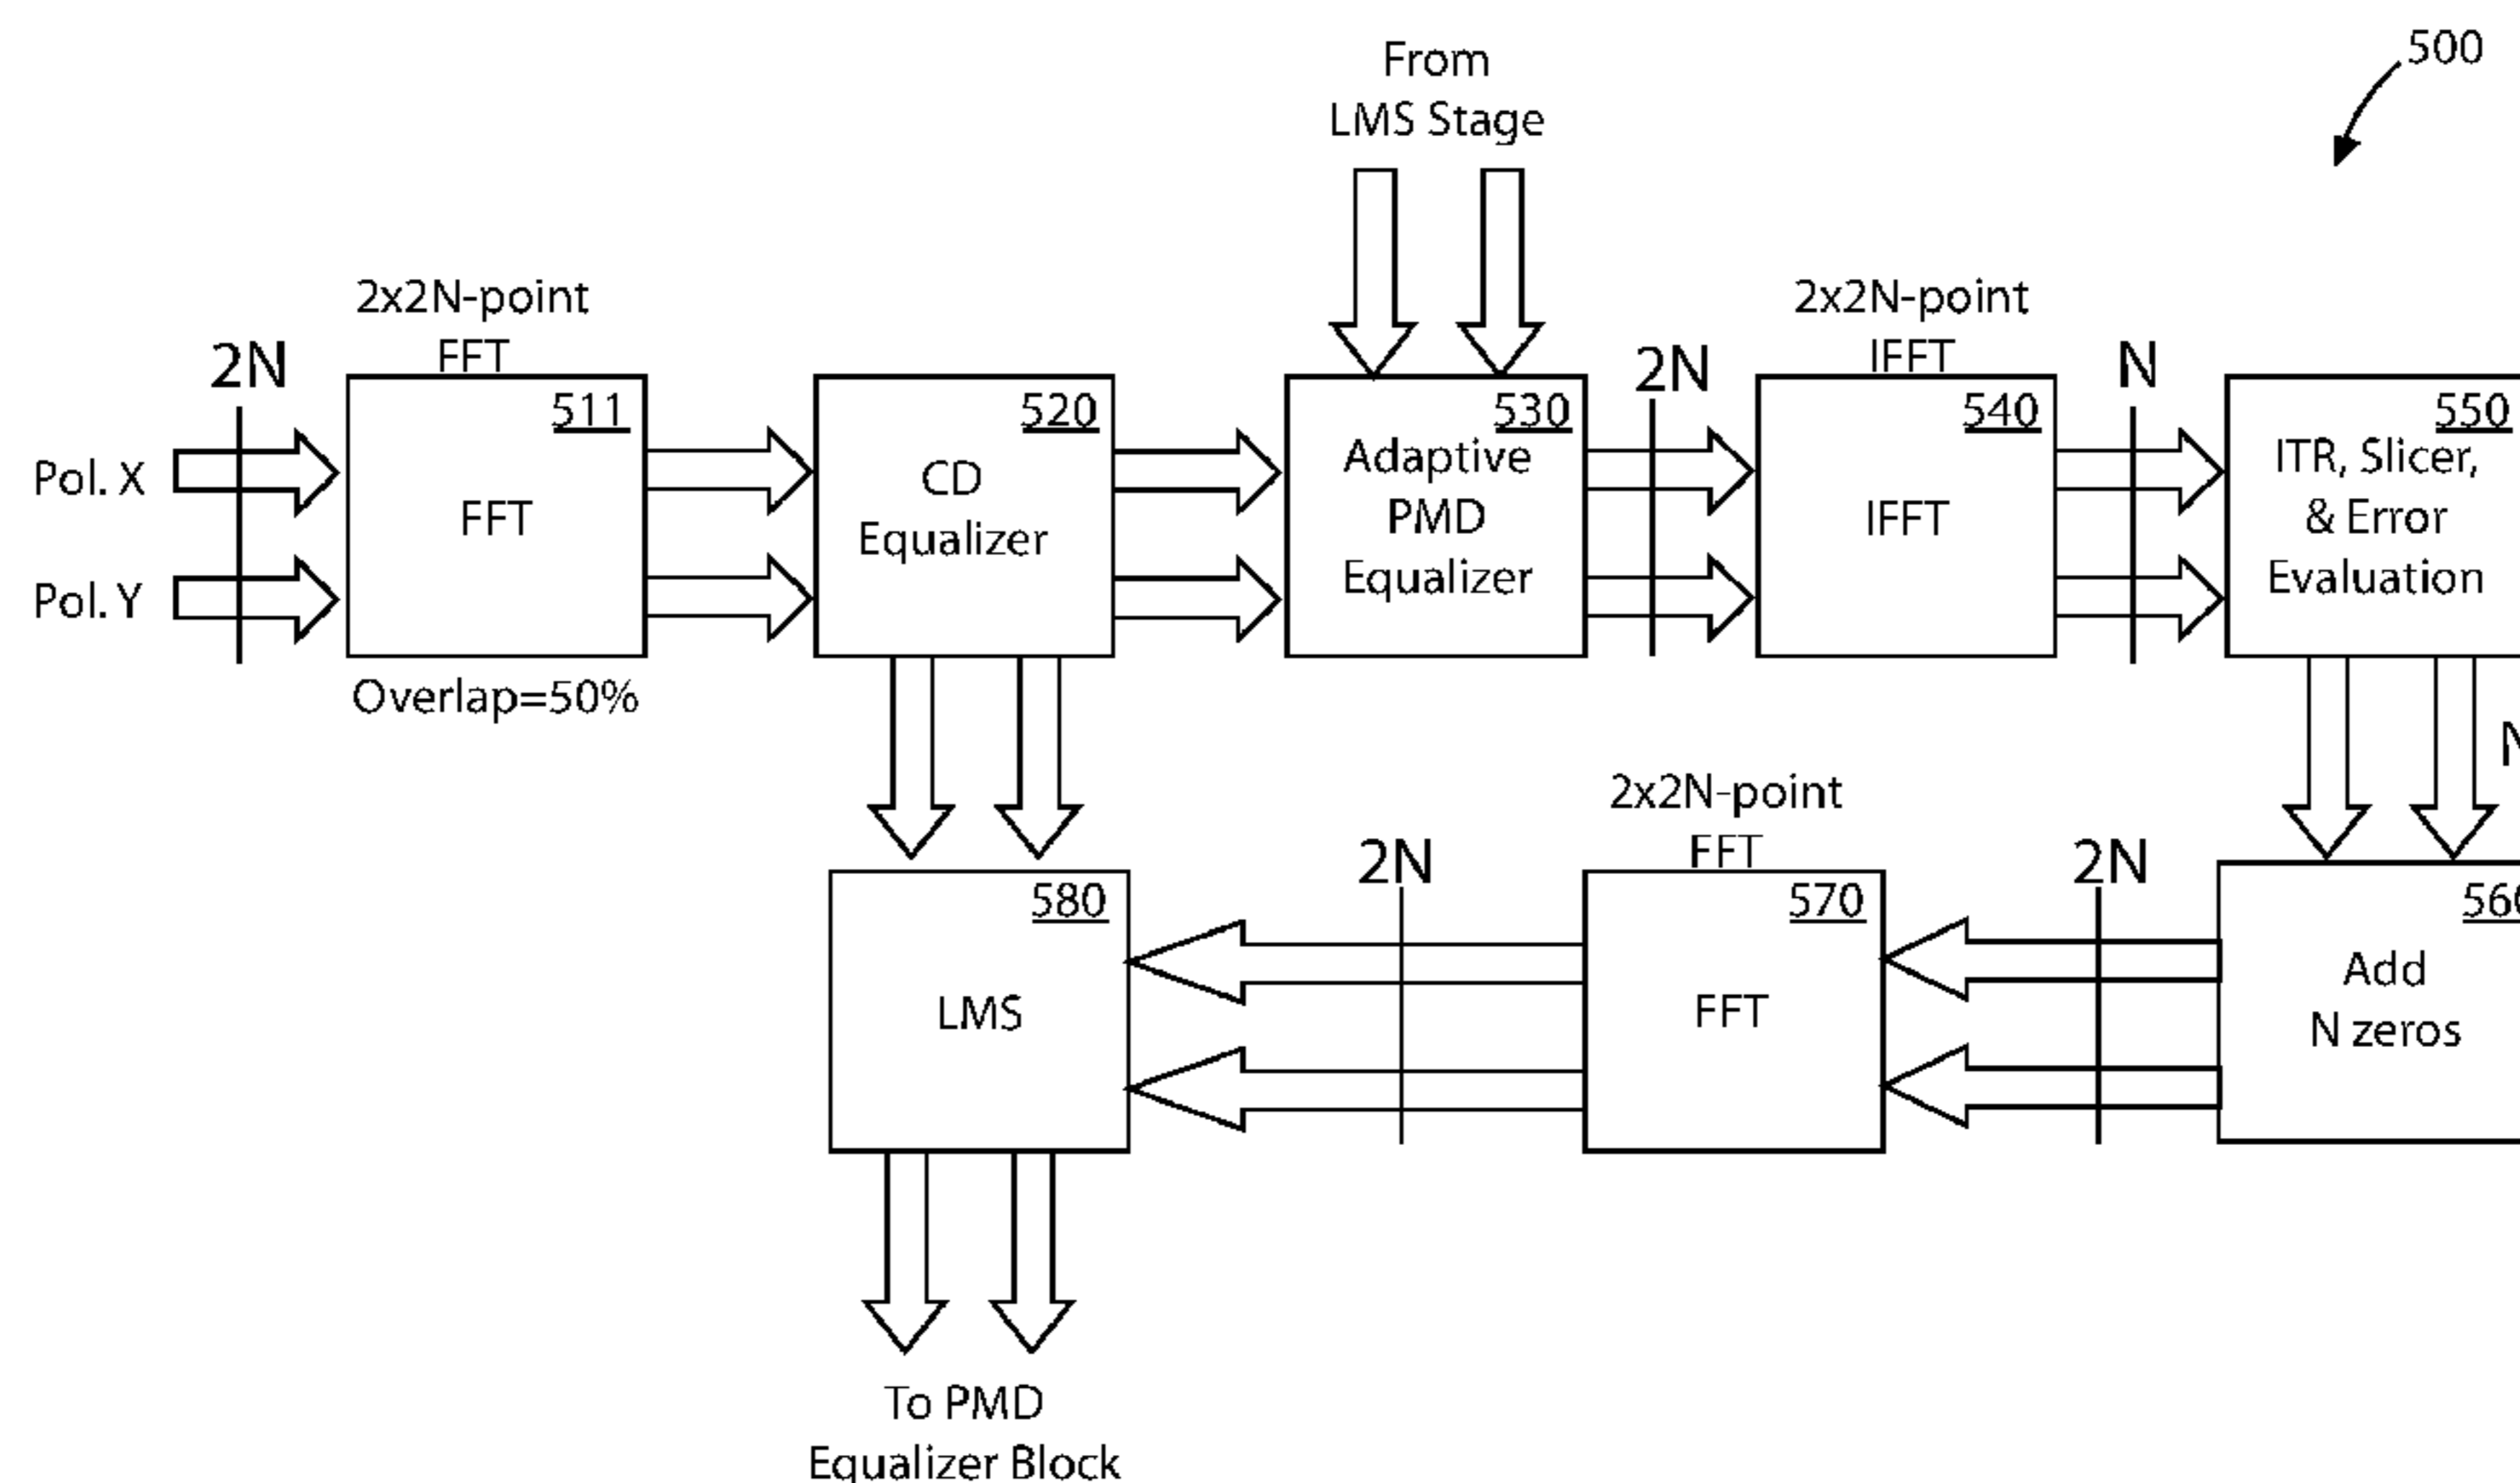 From
LMS Stage
500
2x2N-point
FFT
2x2N-point
IFFT
2N
2N
N
511
520
530
540
550
Pol. X
Pol. Y
FFT
CD
Equalizer
Adaptive
PMD
Equalizer
IFFT
ITR, Slicer,
& Error
Evaluation
Overlap=50%
2x2N-point
FFT
2N
2N
580
570
LMS
FFT
Add
N zeros
To PMD
Equalizer Block